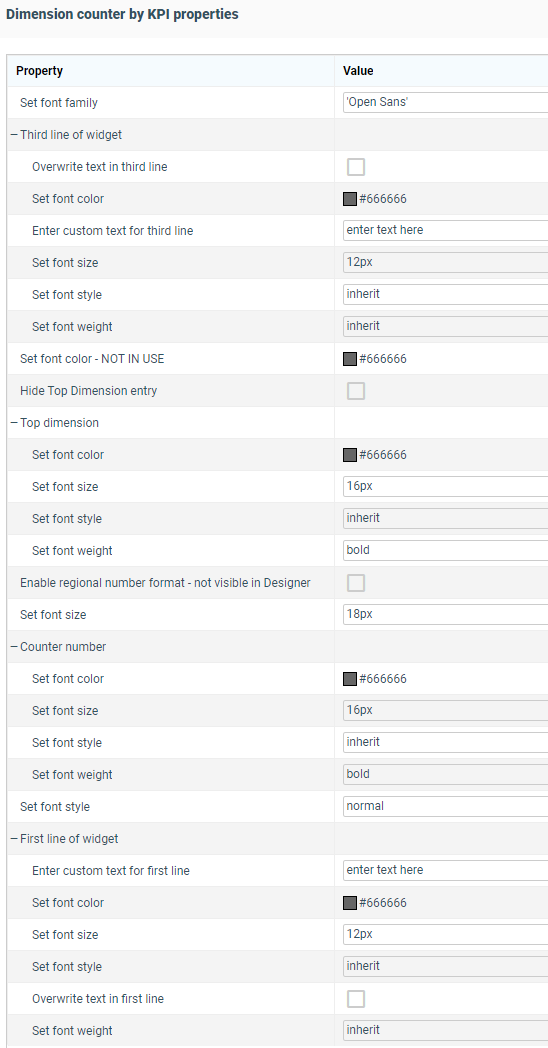 Dimension counter by KPI properties
Property Value
Set font family 'Open Sans'
− Third line of widget
Overwrite text in third line
Set font color #666666
Enter custom text for third line enter text here
Set font size 12px
Set font style inherit
Set font weight inherit
Set font color - NOT IN USE #666666
Hide Top Dimension entry
− Top dimension
Set font color #666666
Set font size 16px
Set font style inherit
Set font weight bold
Enable regional number format - not visible in Designer
Set font size 18px
− Counter number
Set font color #666666
Set font size 16px
Set font style inherit
Set font weight bold
Set font style normal
− First line of widget
Enter custom text for first line enter text here
Set font color #666666
Set font size 12px
Set font style inherit
Overwrite text in first line
Set font weight inherit